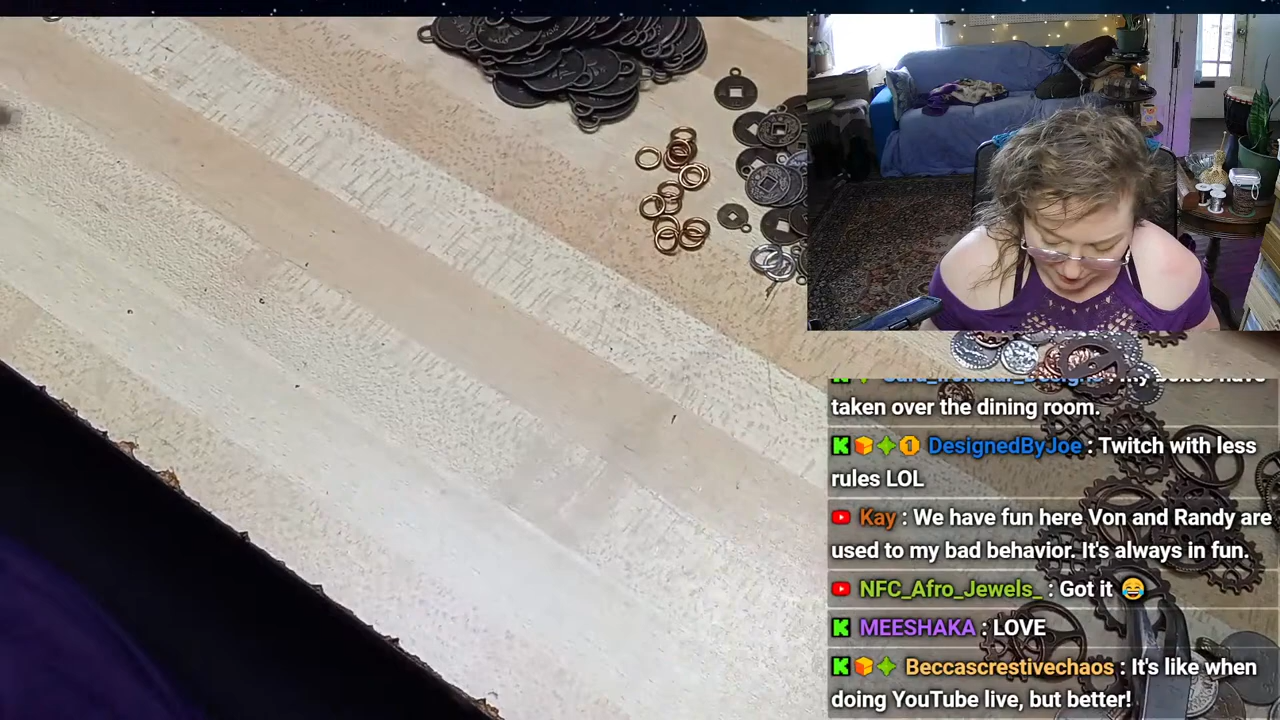 taken over the dining room.
DesignedByJoe : Twitch with less
rules LOL
Kay : We have fun here Von and Randy are
used to my bad behavior. It's always in fun.
NFC_Afro_Jewels_ : Got it 😂
MEESHAKA : LOVE
Beccascrestivechaos : It's like when
doing YouTube live, but better!